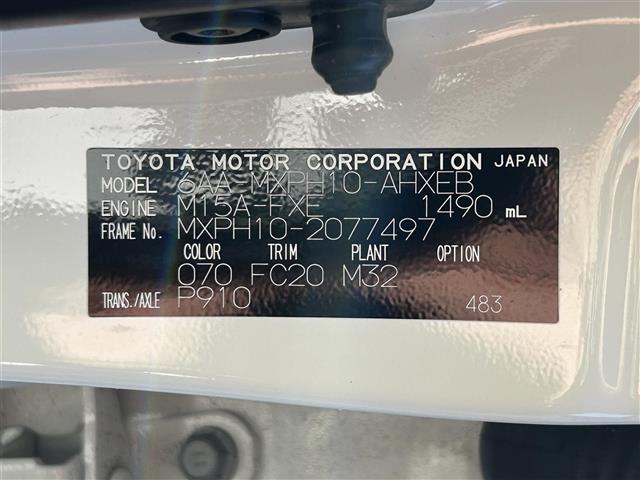 TOYOTA MOTOR CORPORATION JAPAN
MODEL 6AA-MXPH10-AHXEB
ENGINE M15A-FXE 1490 mL
FRAME No. MXPH10-2077497
COLOR TRIM PLANT OPTION
070 FC20 M32
TRANS./AXLE P910 483